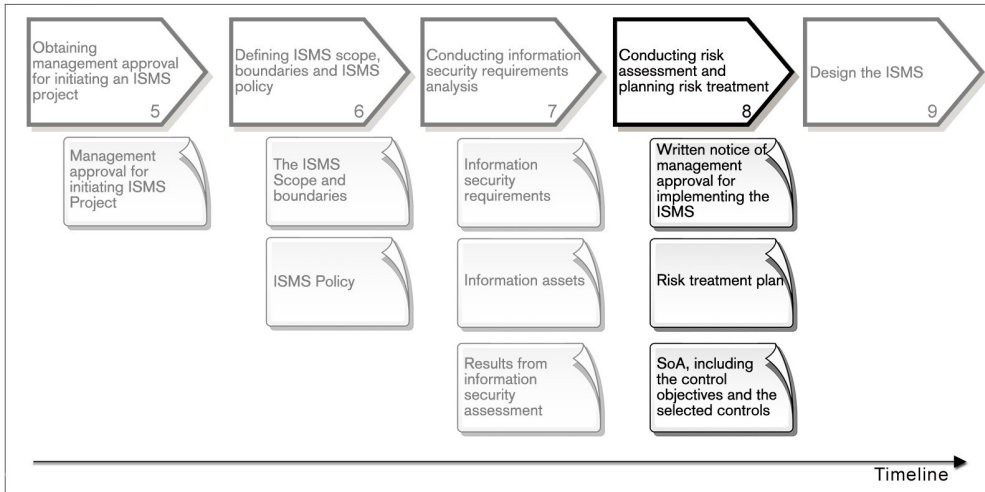 Obtaining
management approval
for initiating an ISMS
project
5
Defining ISMS scope,
boundaries and ISMS
policy
6
Conducting information
security requirements
analysis
7
Conducting risk
assessment and
planning risk treatment
8
Design the ISMS
9
Management
approval for
initiating ISMS
Project
The ISMS
Scope and
boundaries
Information
security
requirements
Written notice of
management
approval for
implementing the
ISMS
ISMS Policy
Information assets
Risk treatment plan
Results from
information
security
assessment
SoA, including
the control
objectives and the
selected controls
Timeline